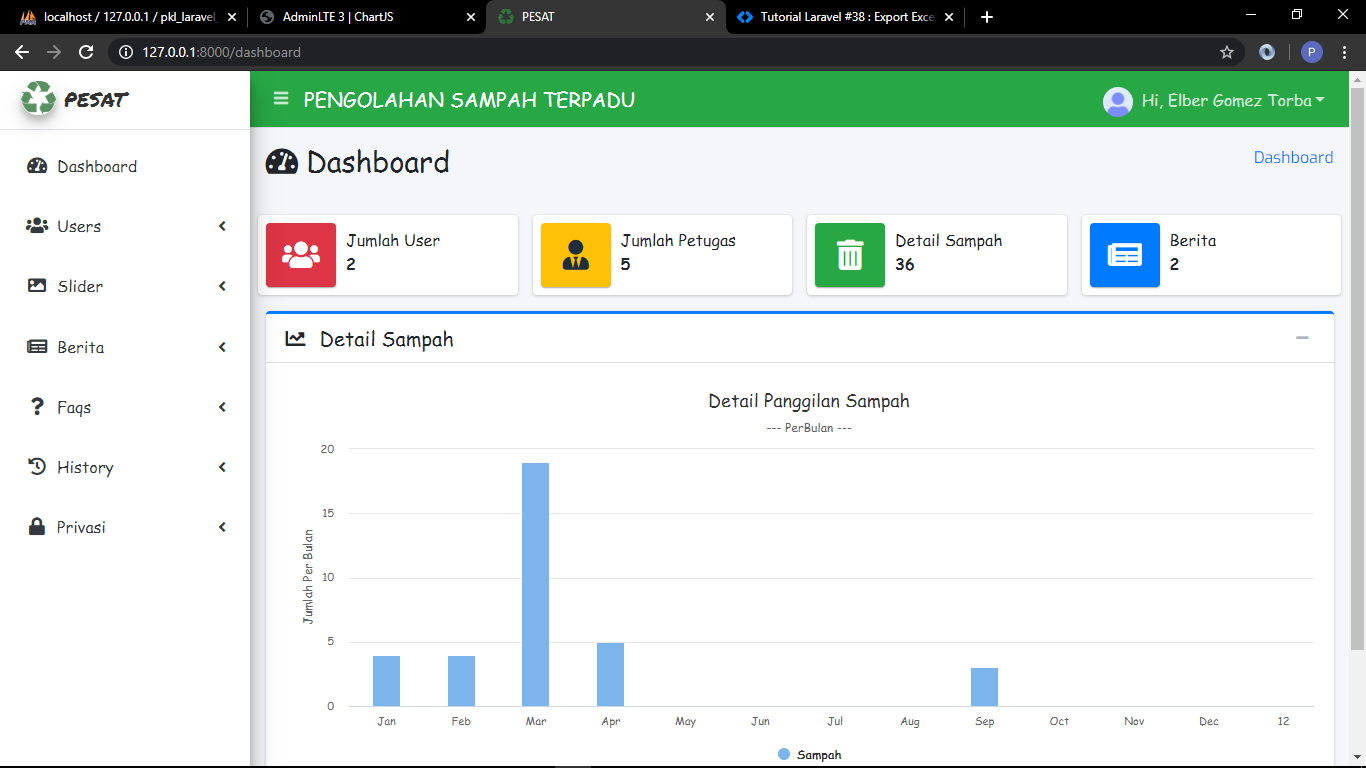 localhost / 127.0.0.1 / pkl_laravel_
AdminLTE 3 | ChartJS
PESAT
Tutorial Laravel #38 : Export Exce
127.0.0.1:8000/dashboard
P
PESAT
PENGOLAHAN SAMPAH TERPADU
Hi, Elber Gomez Torba
Dashboard
Users
Slider
Berita
Faqs
History
Privasi
Dashboard
Dashboard
Jumlah User
2
Jumlah Petugas
5
Detail Sampah
36
Berita
2
Detail Sampah
Detail Panggilan Sampah
--- PerBulan ---
Jumlah Per Bulan
20
15
10
5
0
Jan Feb Mar Apr May Jun Jul Aug Sep Oct Nov Dec 12
Sampah